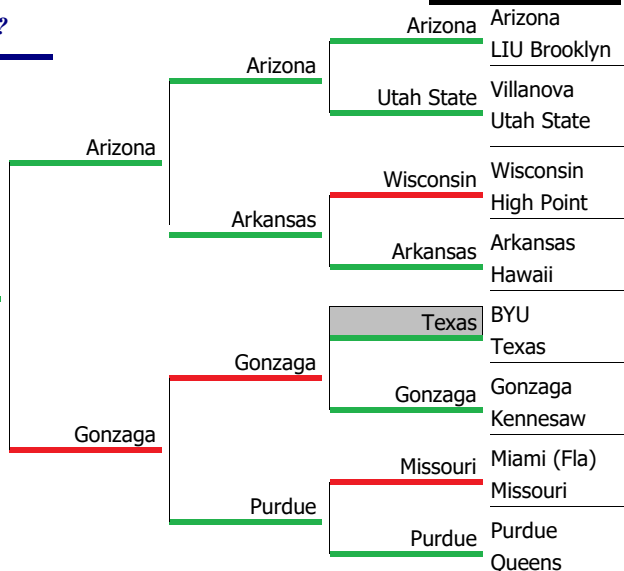 ?
Arizona
LIU Brooklyn
Villanova
Utah State
Wisconsin
High Point
Arkansas
Hawaii
BYU
Texas
Gonzaga
Kennesaw
Miami (Fla)
Missouri
Purdue
Queens
Arizona
Utah State
Wisconsin
Arkansas
Texas
Gonzaga
Missouri
Purdue
Arizona
Arkansas
Gonzaga
Purdue
Arizona
Gonzaga